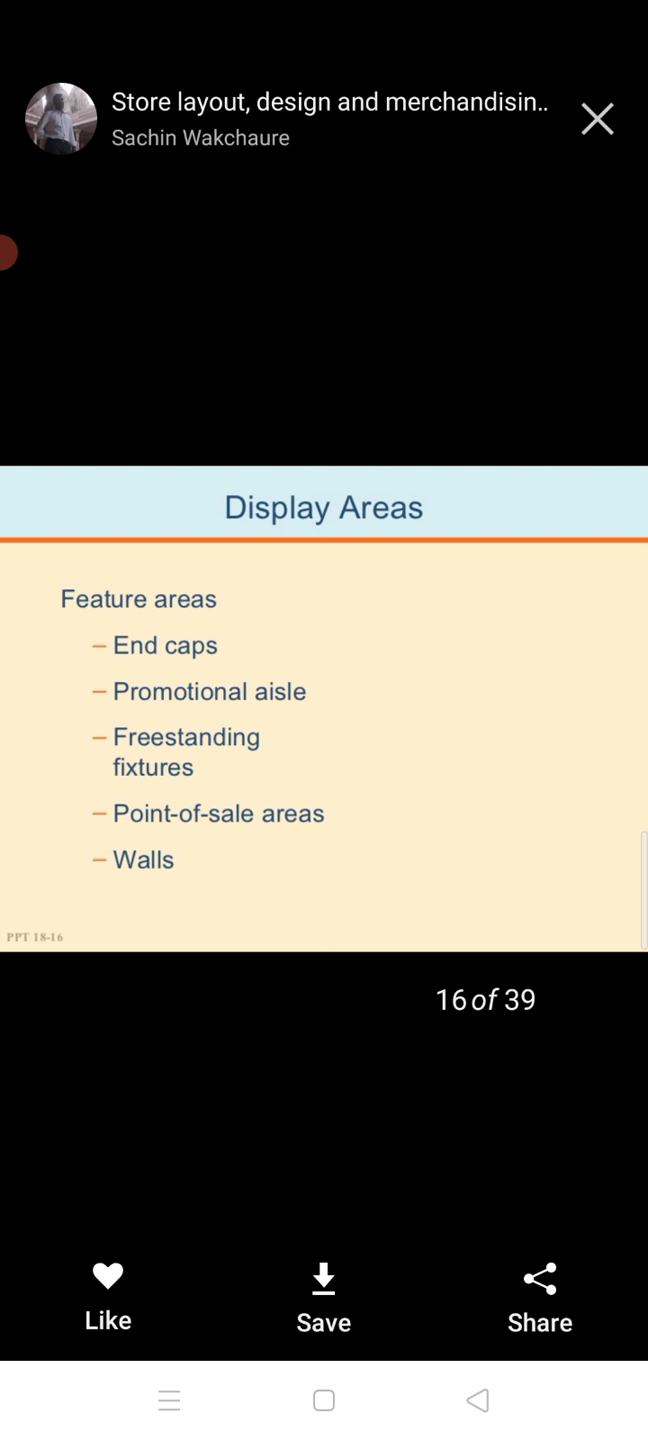 Store layout, design and merchandisin..
Sachin Wakchaure
Display Areas
Feature areas
– End caps
– Promotional aisle
– Freestanding
fixtures
– Point-of-sale areas
– Walls
PPT 18-16
16 of 39
Like
Save
Share